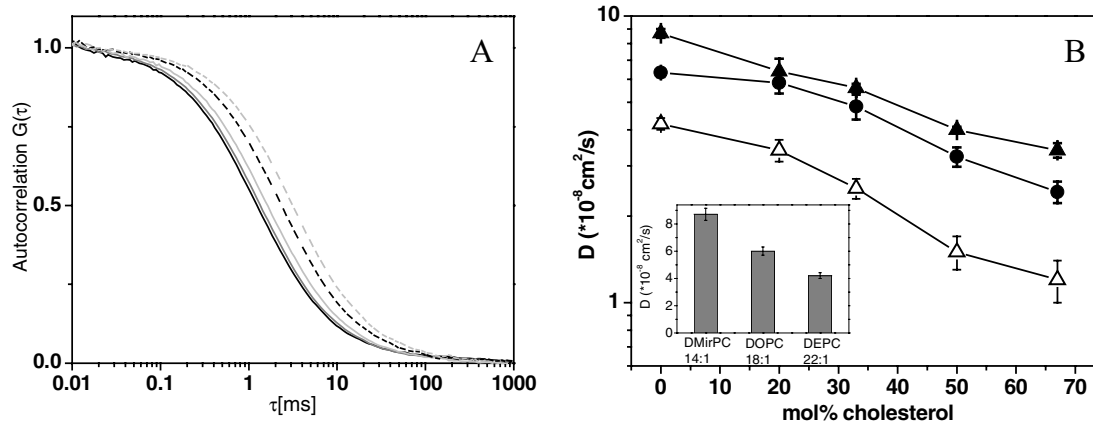 A
1.0
0.5
0.0
Autocorrelation G(τ)
0.01 0.1 1 10 100 1000
τ[ms]
B
10
1
D (*10⁻⁸cm²/s)
0 10 20 30 40 50 60 70
mol% cholesterol
8
6
4
2
0
D (*10⁻⁸ cm²/s)
DMirPC DOPC DEPC
14:1 18:1 22:1